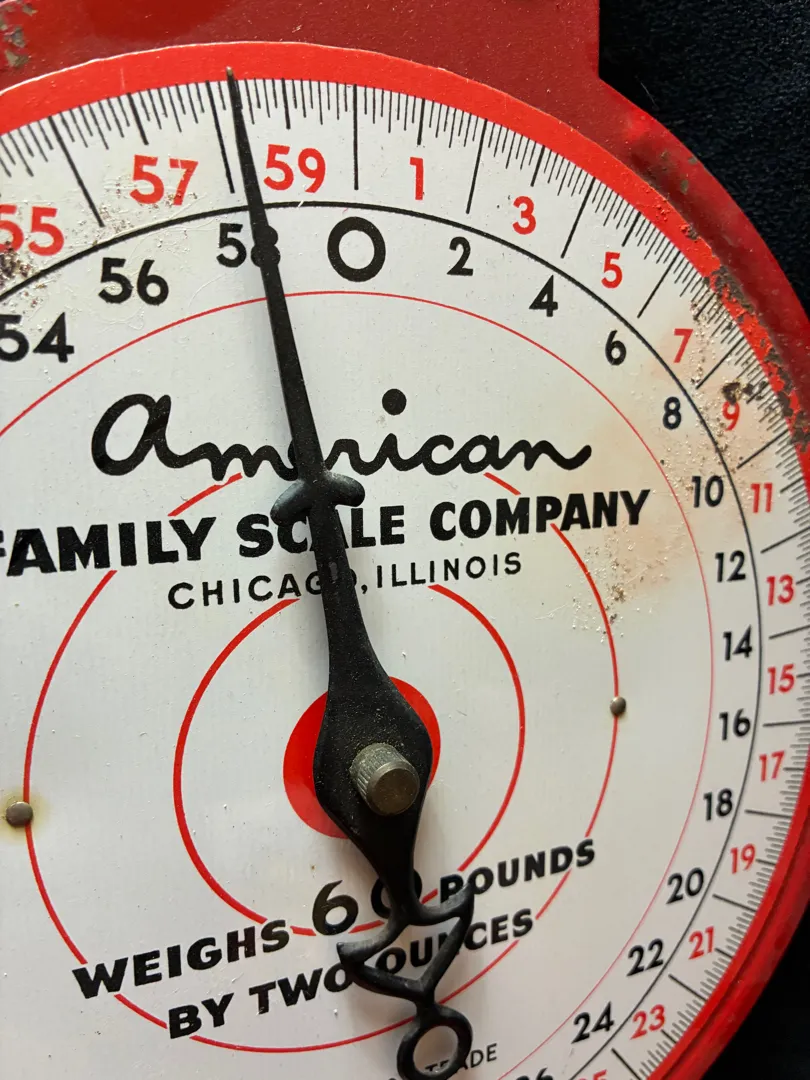 57 59 1 3 5 7 9 11 13 15 17 19 21 23
55
54 56 58 0 2 4 6 8 10 12 14 16 18 20 22 24
American
FAMILY SCALE COMPANY
CHICAGO, ILLINOIS
WEIGHS 60 POUNDS
BY TWO OUNCES